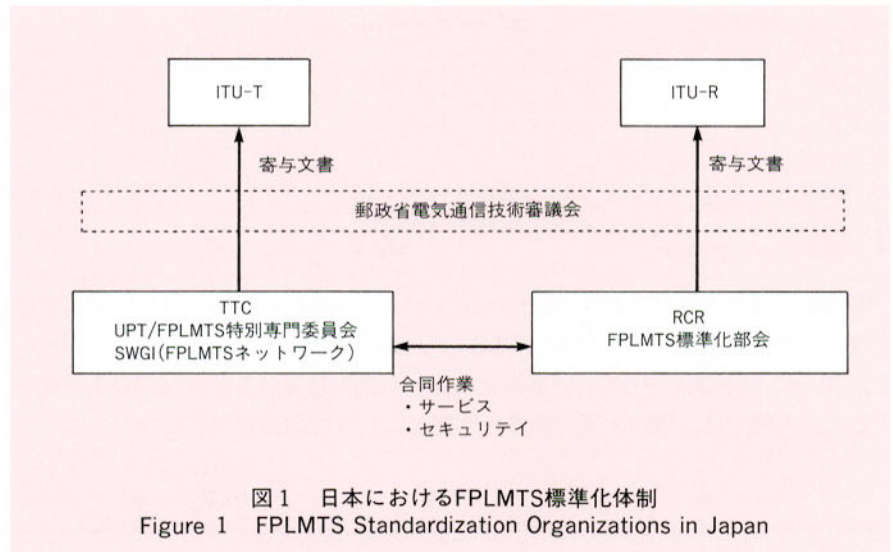 ITU-T
ITU-R
寄与文書
寄与文書
郵政省電気通信技術審議会
TTC
UPT/FPLMTS特別専門委員会
SWGI(FPLMTSネットワーク)
RCR
FPLMTS標準化部会
合同作業
・サービス
・セキュリテイ
図1 日本におけるFPLMTS標準化体制
Figure 1 FPLMTS Standardization Organizations in Japan